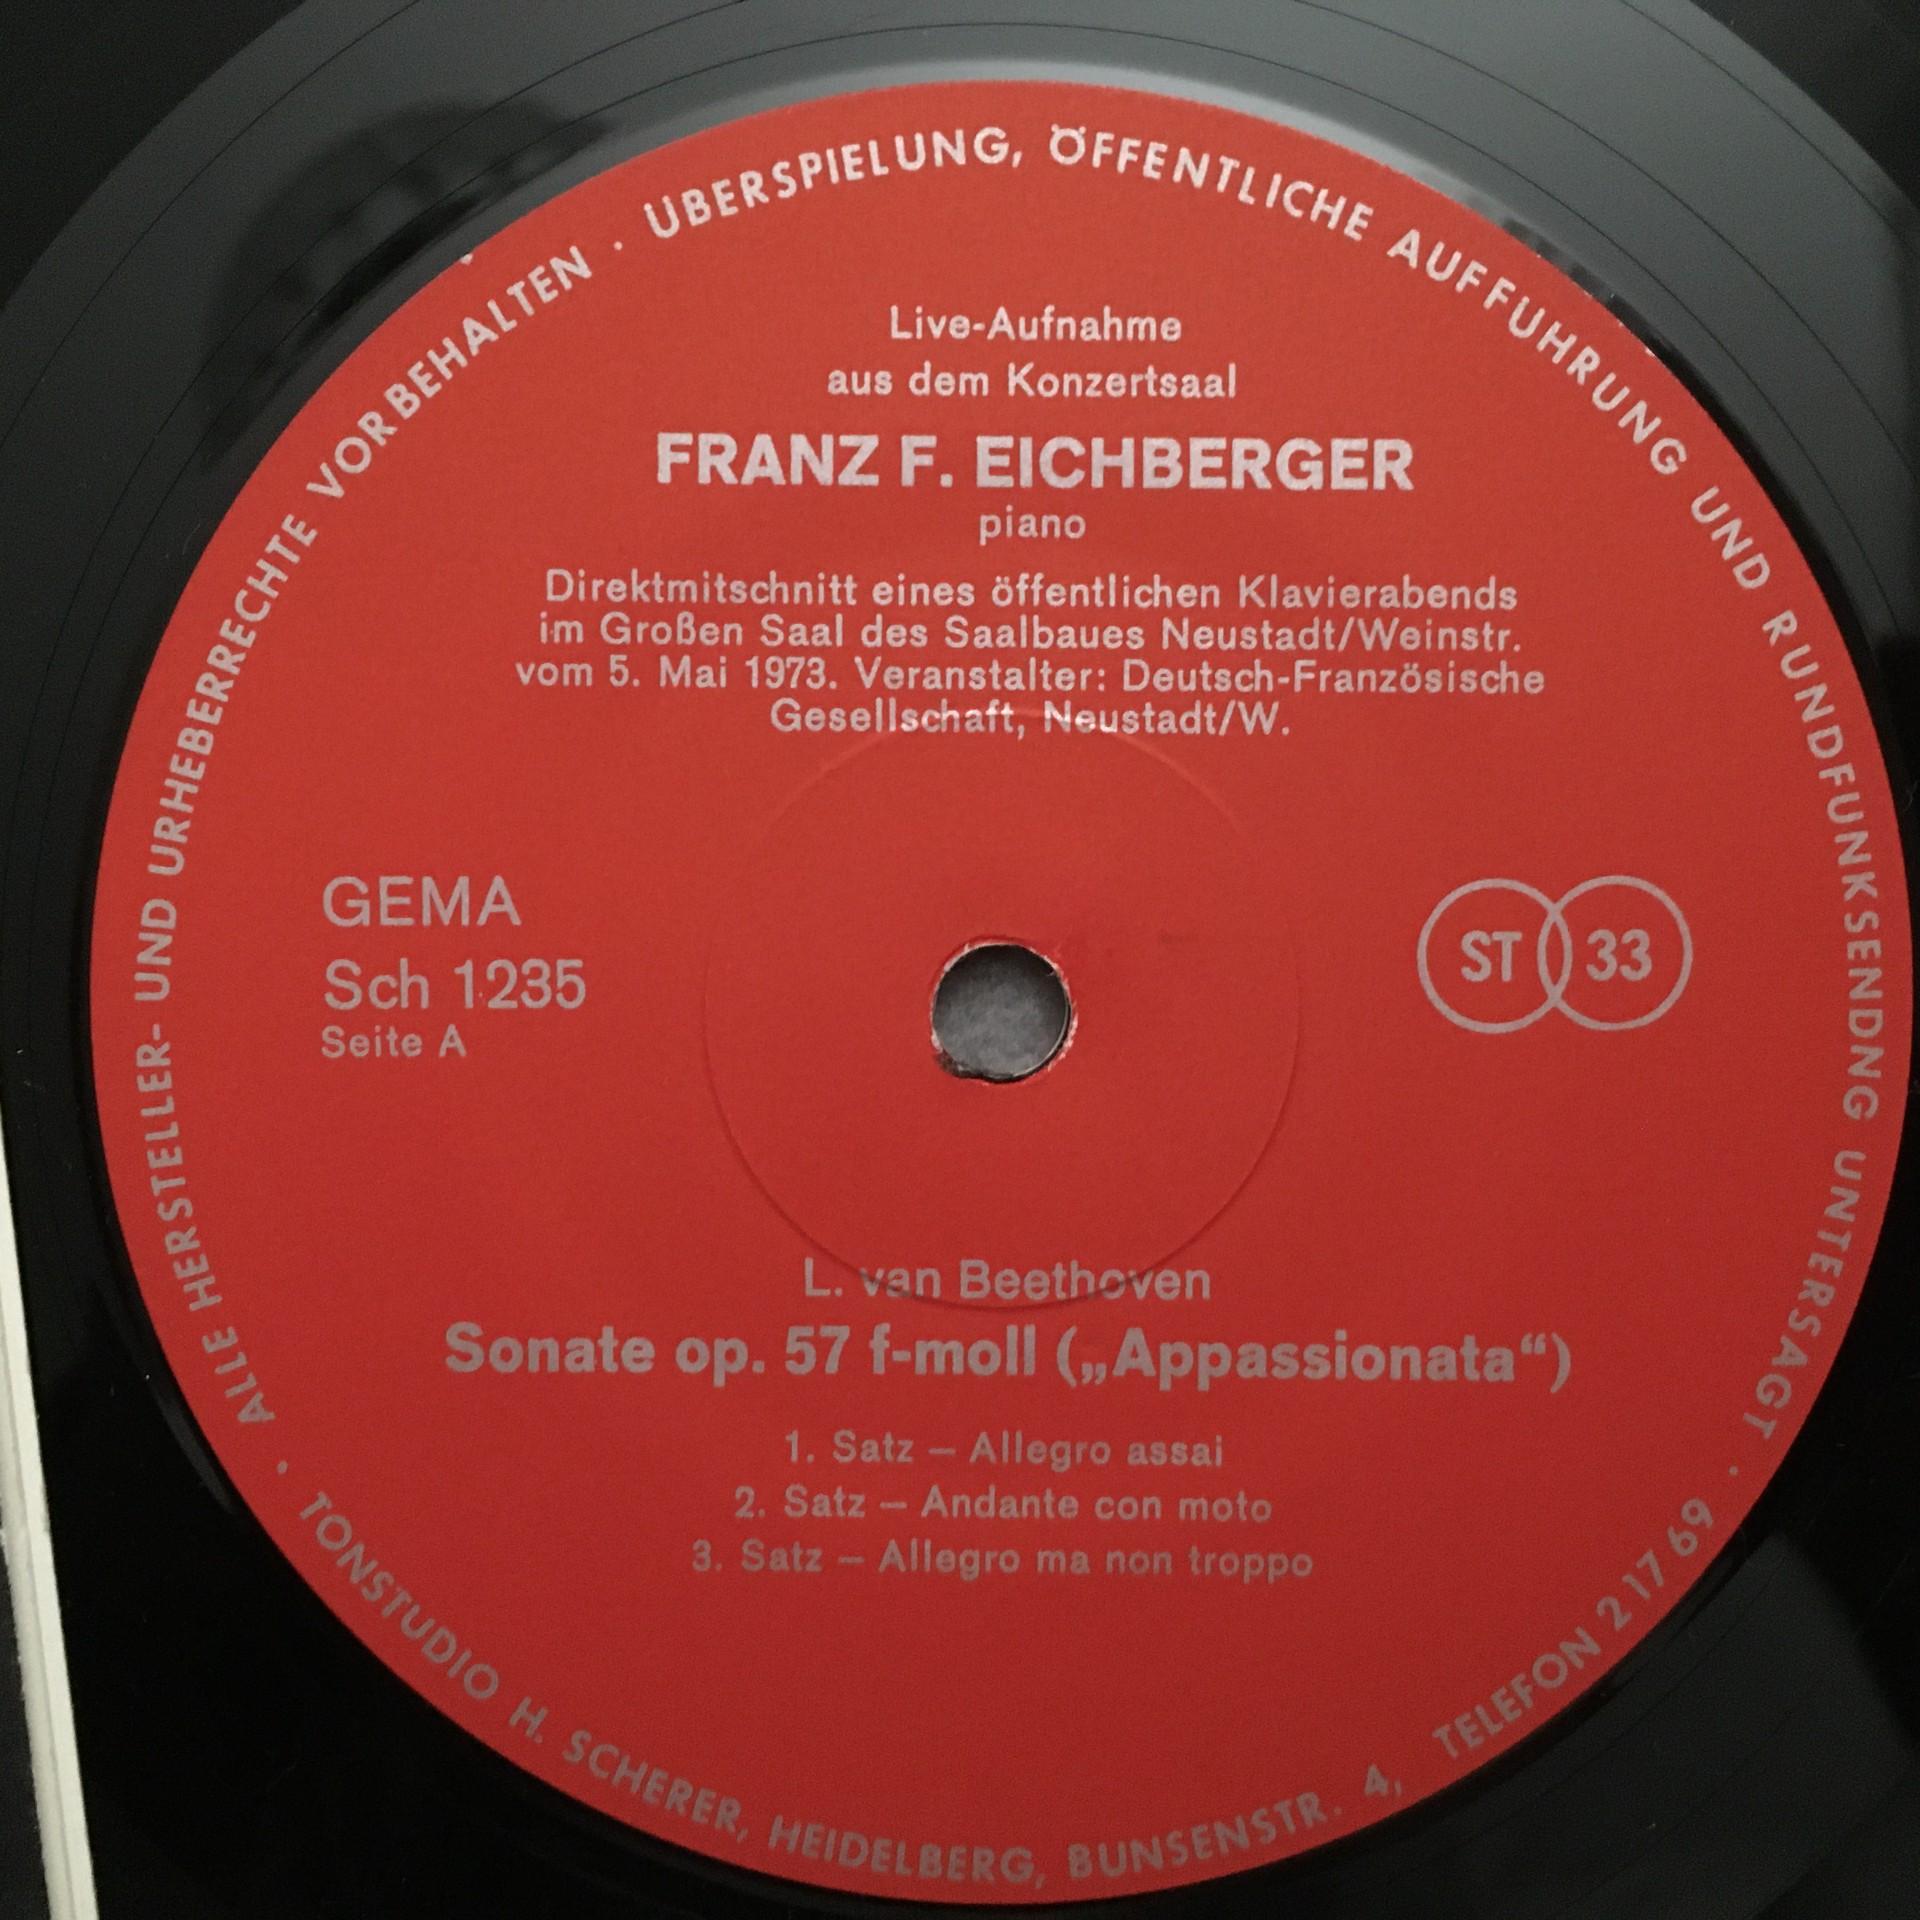 ALLE HERSTELLER- UND URHEBERRECHTE VORBEHALTEN · ÜBERSPIELUNG, ÖFFENTLICHE AUFFÜHRUNG UND RUNDFUNKSENDNG UNTERSAGT ·
Live-Aufnahme
aus dem Konzertsaal
FRANZ F. EICHBERGER
piano
Direktmitschnitt eines öffentlichen Klavierabends
im Großen Saal des Saalbaues Neustadt/Weinstr.
vom 5. Mai 1973. Veranstalter: Deutsch-Französische
Gesellschaft, Neustadt/W.
GEMA
Sch 1235
Seite A
ST 33
L. van Beethoven
Sonate op. 57 f-moll („Appassionata“)
1. Satz – Allegro assai
2. Satz – Andante con moto
3. Satz – Allegro ma non troppo
· TONSTUDIO H. SCHERER, HEIDELBERG, BUNSENSTR. 4, TELEFON 2 17 69